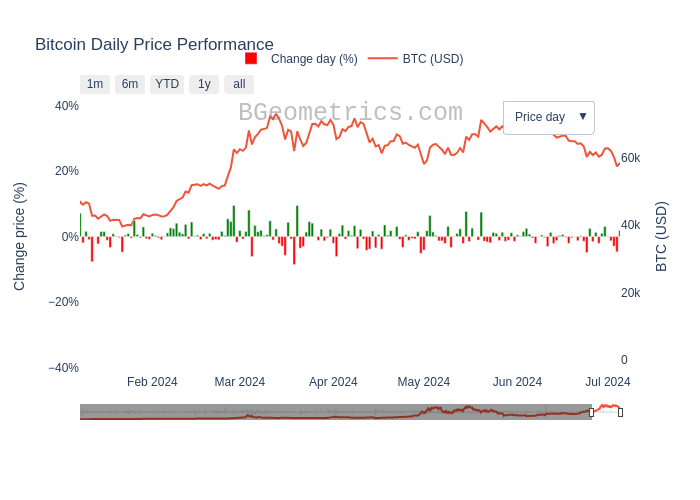 Bitcoin Daily Price Performance
Change day (%) BTC (USD)
1m 6m YTD 1y all
BGeometrics.com
Price day ▼
Change price (%)
40%
20%
0%
−20%
−40%
BTC (USD)
60k
40k
20k
0
Feb 2024 Mar 2024 Apr 2024 May 2024 Jun 2024 Jul 2024